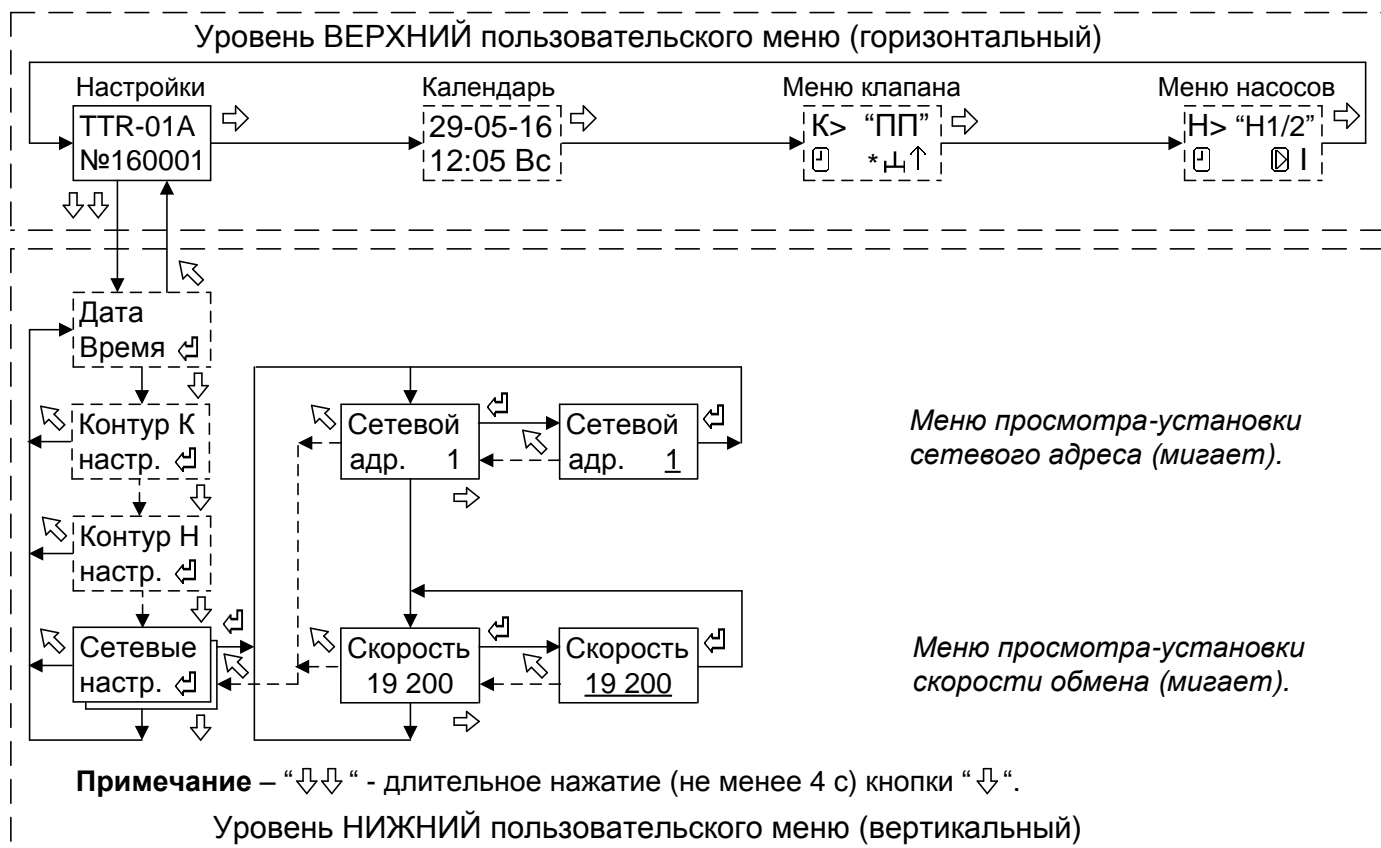 Уровень ВЕРХНИЙ пользовательского меню (горизонтальный)
Настройки
Календарь
Меню клапана
Меню насосов
TTR-01A
№160001
29-05-16
12:05 Вс
К> “ПП”
*
Н> “Н1/2”
I
Дата
Время
Контур К
настр.
Контур Н
настр.
Сетевые
настр.
Сетевой
адр. 1
Сетевой
адр. 1
Меню просмотра-установки
сетевого адреса (мигает).
Скорость
19 200
Скорость
19 200
Меню просмотра-установки
скорости обмена (мигает).
Примечание – “⇩⇩ “ - длительное нажатие (не менее 4 с) кнопки “ ⇩ “.
Уровень НИЖНИЙ пользовательского меню (вертикальный)